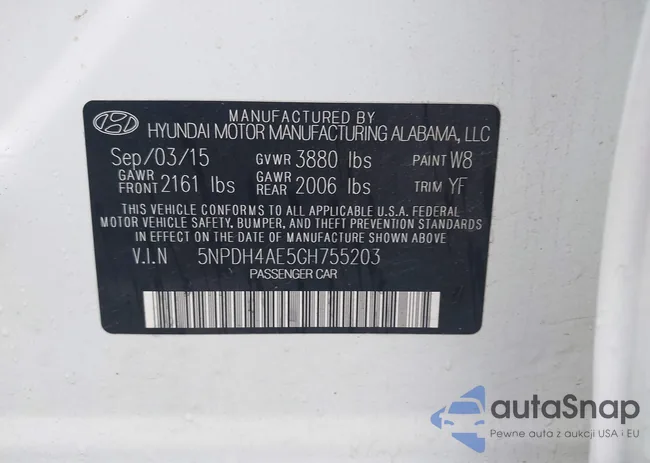 MANUFACTURED BY
HYUNDAI MOTOR MANUFACTURING ALABAMA, LLC
Sep/03/15 GVWR 3880 lbs PAINT W8
GAWR FRONT 2161 lbs GAWR REAR 2006 lbs TRIM YF
THIS VEHICLE CONFORMS TO ALL APPLICABLE U.S.A. FEDERAL
MOTOR VEHICLE SAFETY, BUMPER, AND THEFT PREVENTION
STANDARDS IN EFFECT ON THE DATE OF MANUFACTURE SHOWN ABOVE
V.I.N 5NPDH4AE5GH755203
PASSENGER CAR
autaSnap
Pewne auta z aukcji USA i EU